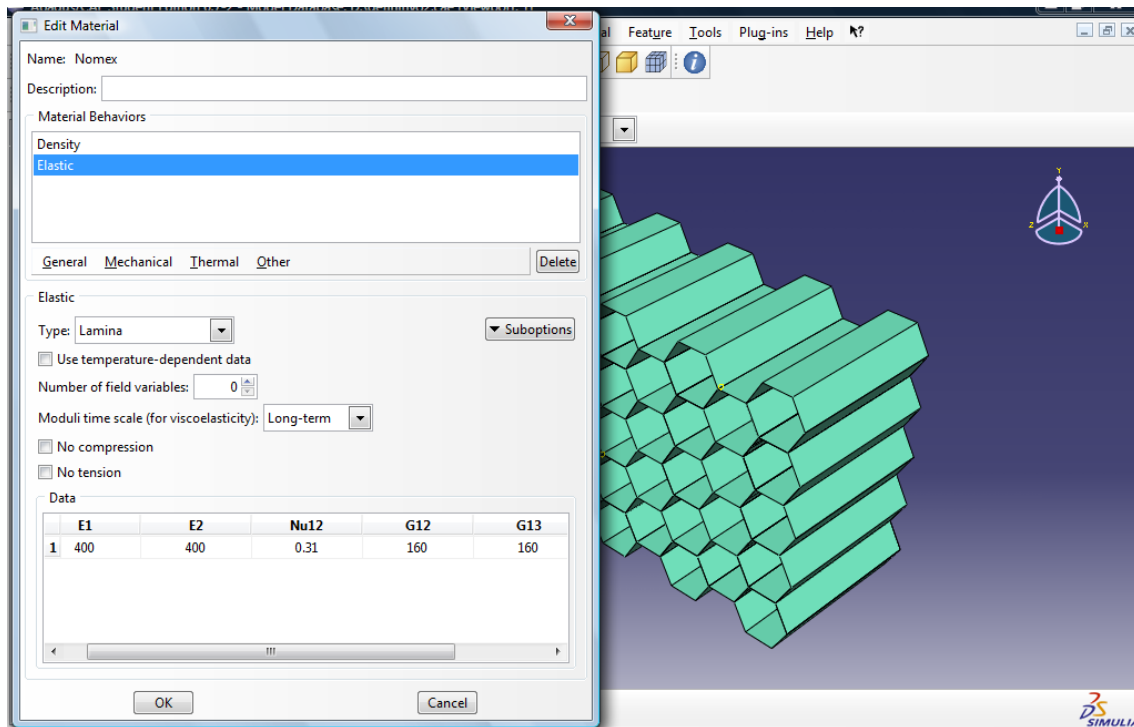 Edit Material
al Feature Tools Plug-ins Help
Name: Nomex
Description:
Material Behaviors
Density
Elastic
General Mechanical Thermal Other Delete
Elastic
Type: Lamina Suboptions
Use temperature-dependent data
Number of field variables: 0
Moduli time scale (for viscoelasticity): Long-term
No compression
No tension
Data
E1 E2 Nu12 G12 G13
1 400 400 0.31 160 160
OK Cancel
Y
Z X
SIMULIA